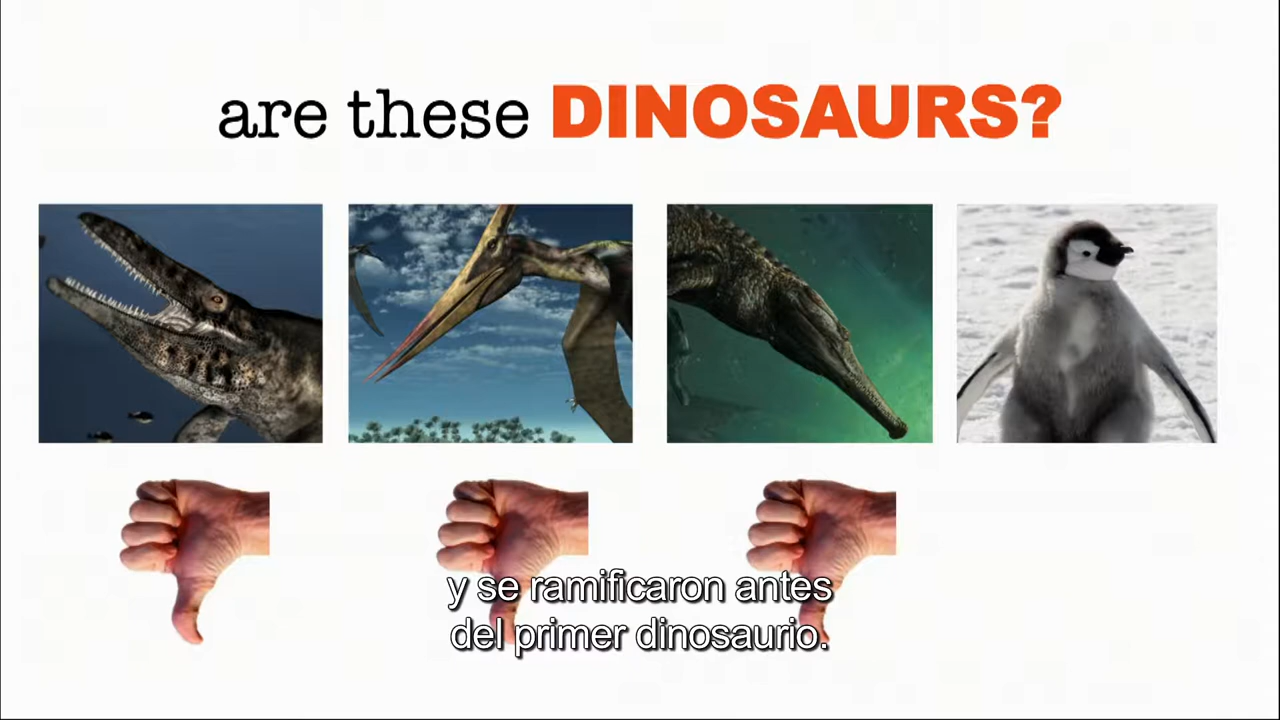 are these DINOSAURS?
y se ramificaron antes
del primer dinosaurio.